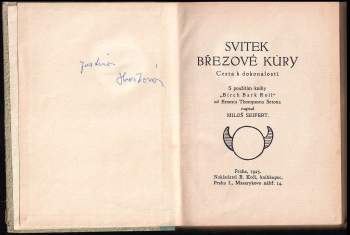 SVITEK
BŘEZOVÉ KŮRY
Cesta k dokonalosti
S použitím knihy
„Birch Bark Roll“
od Ernesta Thompsona Setona
napsal
MILOŠ SEIFERT.
Praha, 1925.
Nakladatel B. Kočí, knihkupec,
Praha I., Masarykovo nábř. 14.